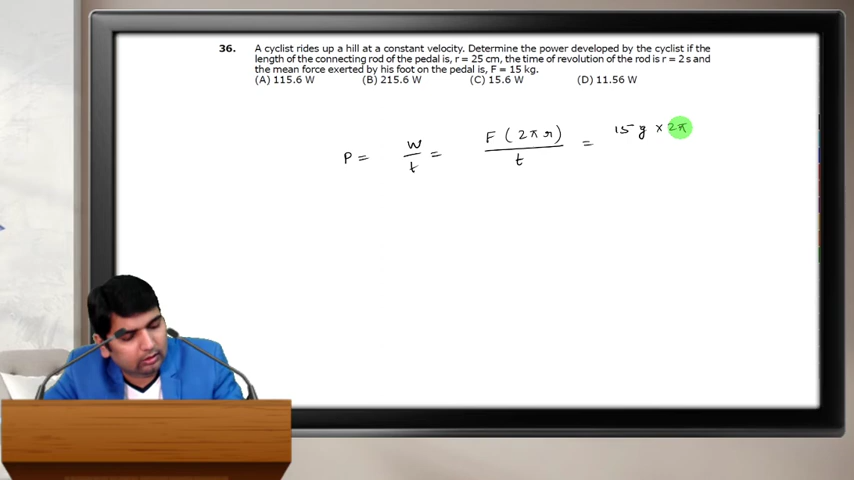 36. A cyclist rides up a hill at a constant velocity. Determine the power developed by the cyclist if the
length of the connecting rod of the pedal is, r = 25 cm, the time of revolution of the rod is r = 2 s and
the mean force exerted by his foot on the pedal is, F = 15 kg.
(A) 115.6 W (B) 215.6 W (C) 15.6 W (D) 11.56 W
P = W/t = F(2πr)/t = 15g × 2π